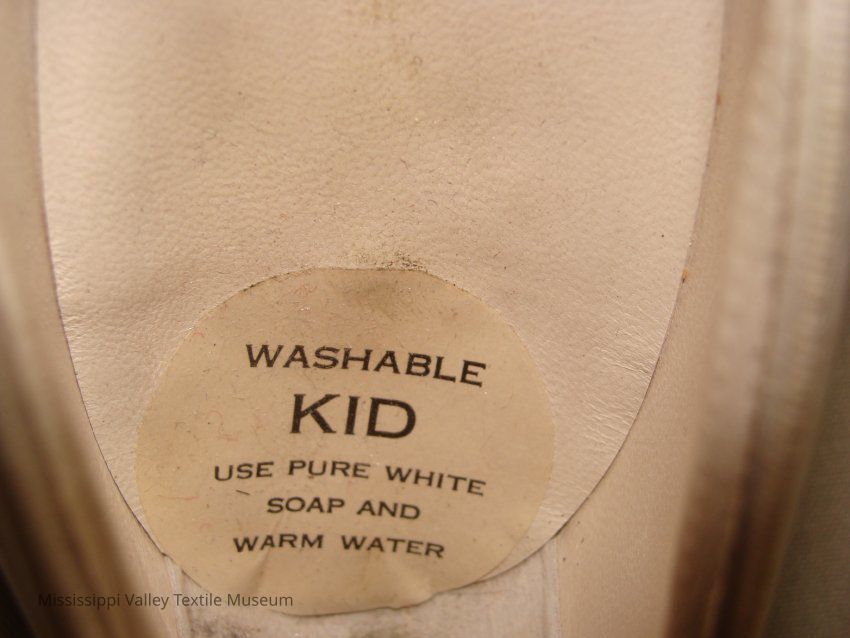 WASHABLE
KID
USE PURE WHITE
SOAP AND
WARM WATER
Mississippi Valley Textile Museum